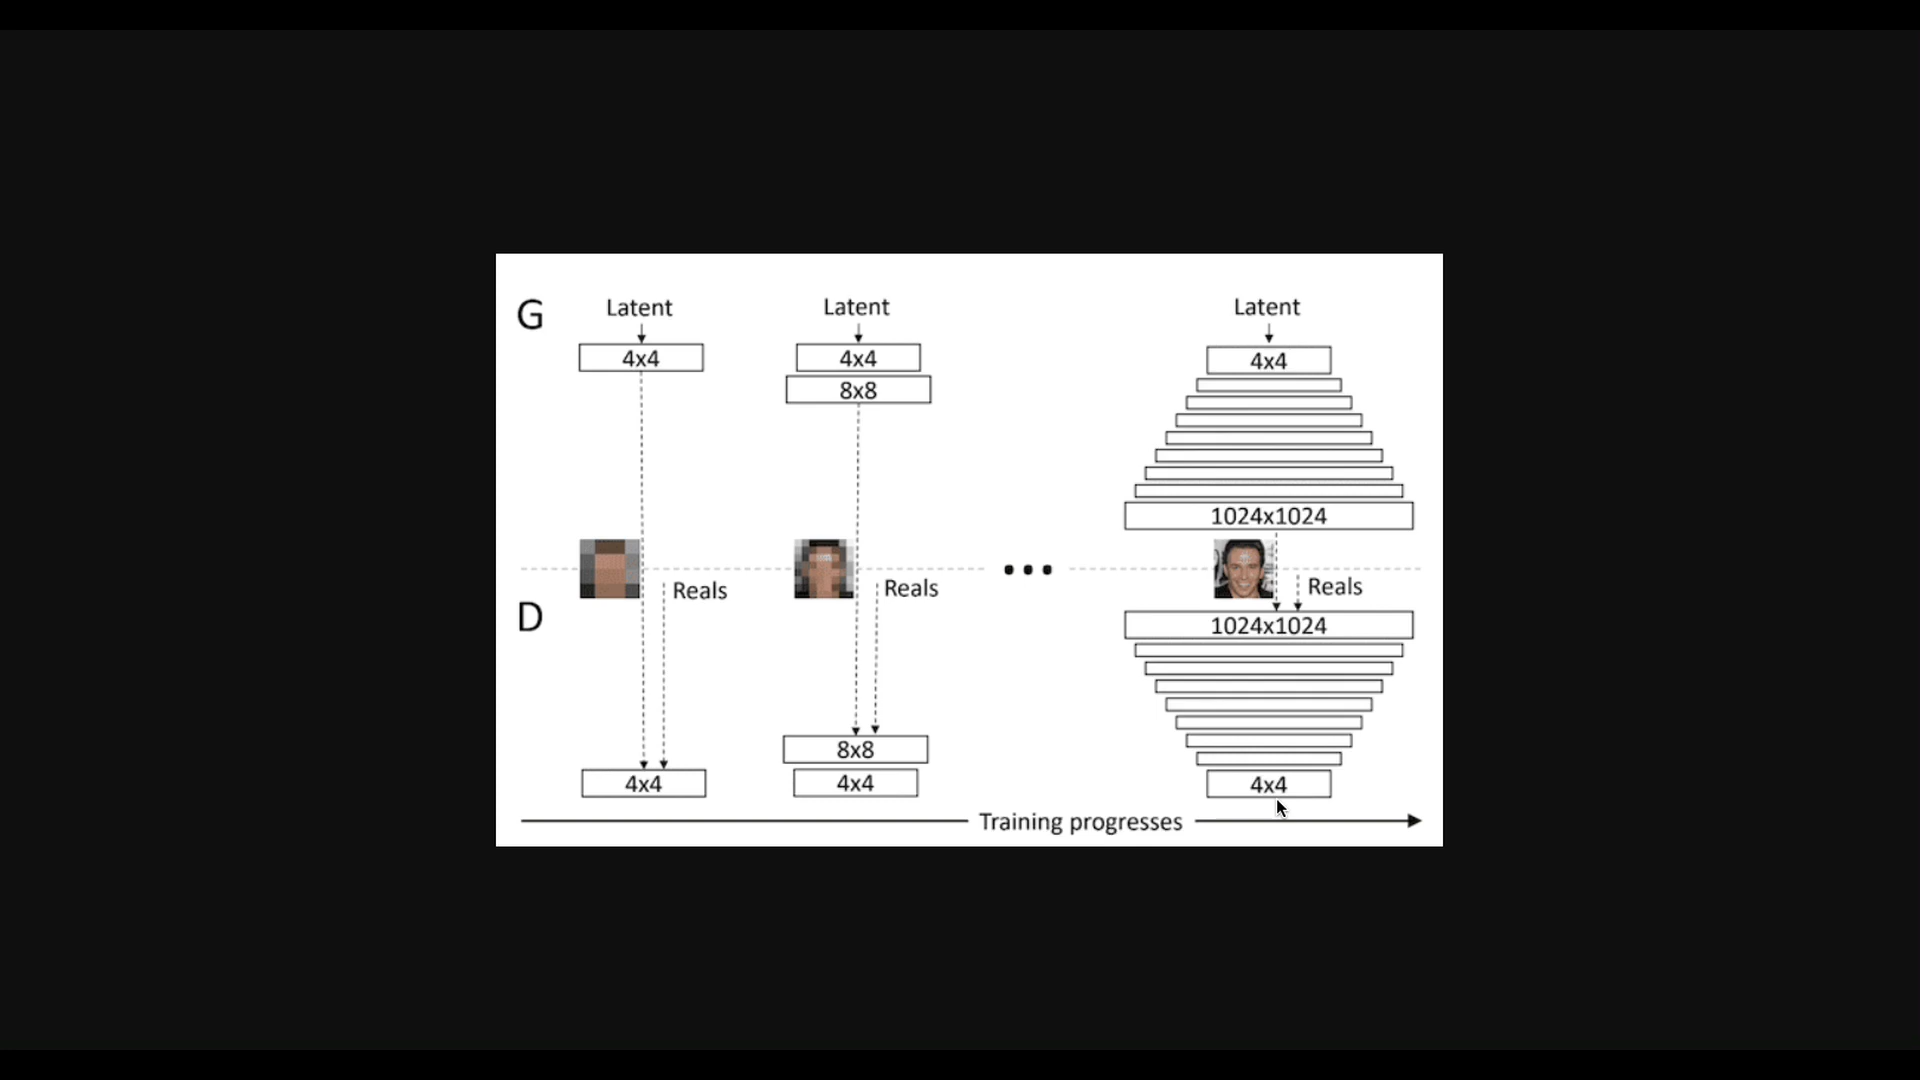 G
Latent
Latent
Latent
4x4
4x4
4x4
8x8
1024x1024
Reals
Reals
Reals
D
1024x1024
8x8
4x4
4x4
4x4
Training progresses